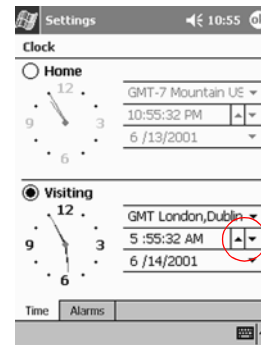 Settings 10:55 ok
Clock
Home
12
3
6
9
GMT-7 Mountain US
10:55:32 PM
6 /13/2001
Visiting
12
3
6
9
GMT London,Dublin
5 :55:32 AM
6 /14/2001
Time Alarms